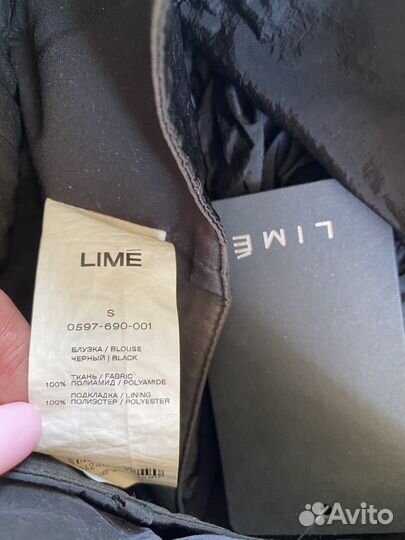 LIMÉ
S
0597-690-001
БЛУЗКА / BLOUSE
ЧЕРНЫЙ | BLACK
ТКАНЬ / FABRIC
100% ПОЛИАМИД / POLYAMIDE
ПОДКЛАДКА / LINING
100% ПОЛИЭСТЕР / POLYESTER
LIMÉ
Avito